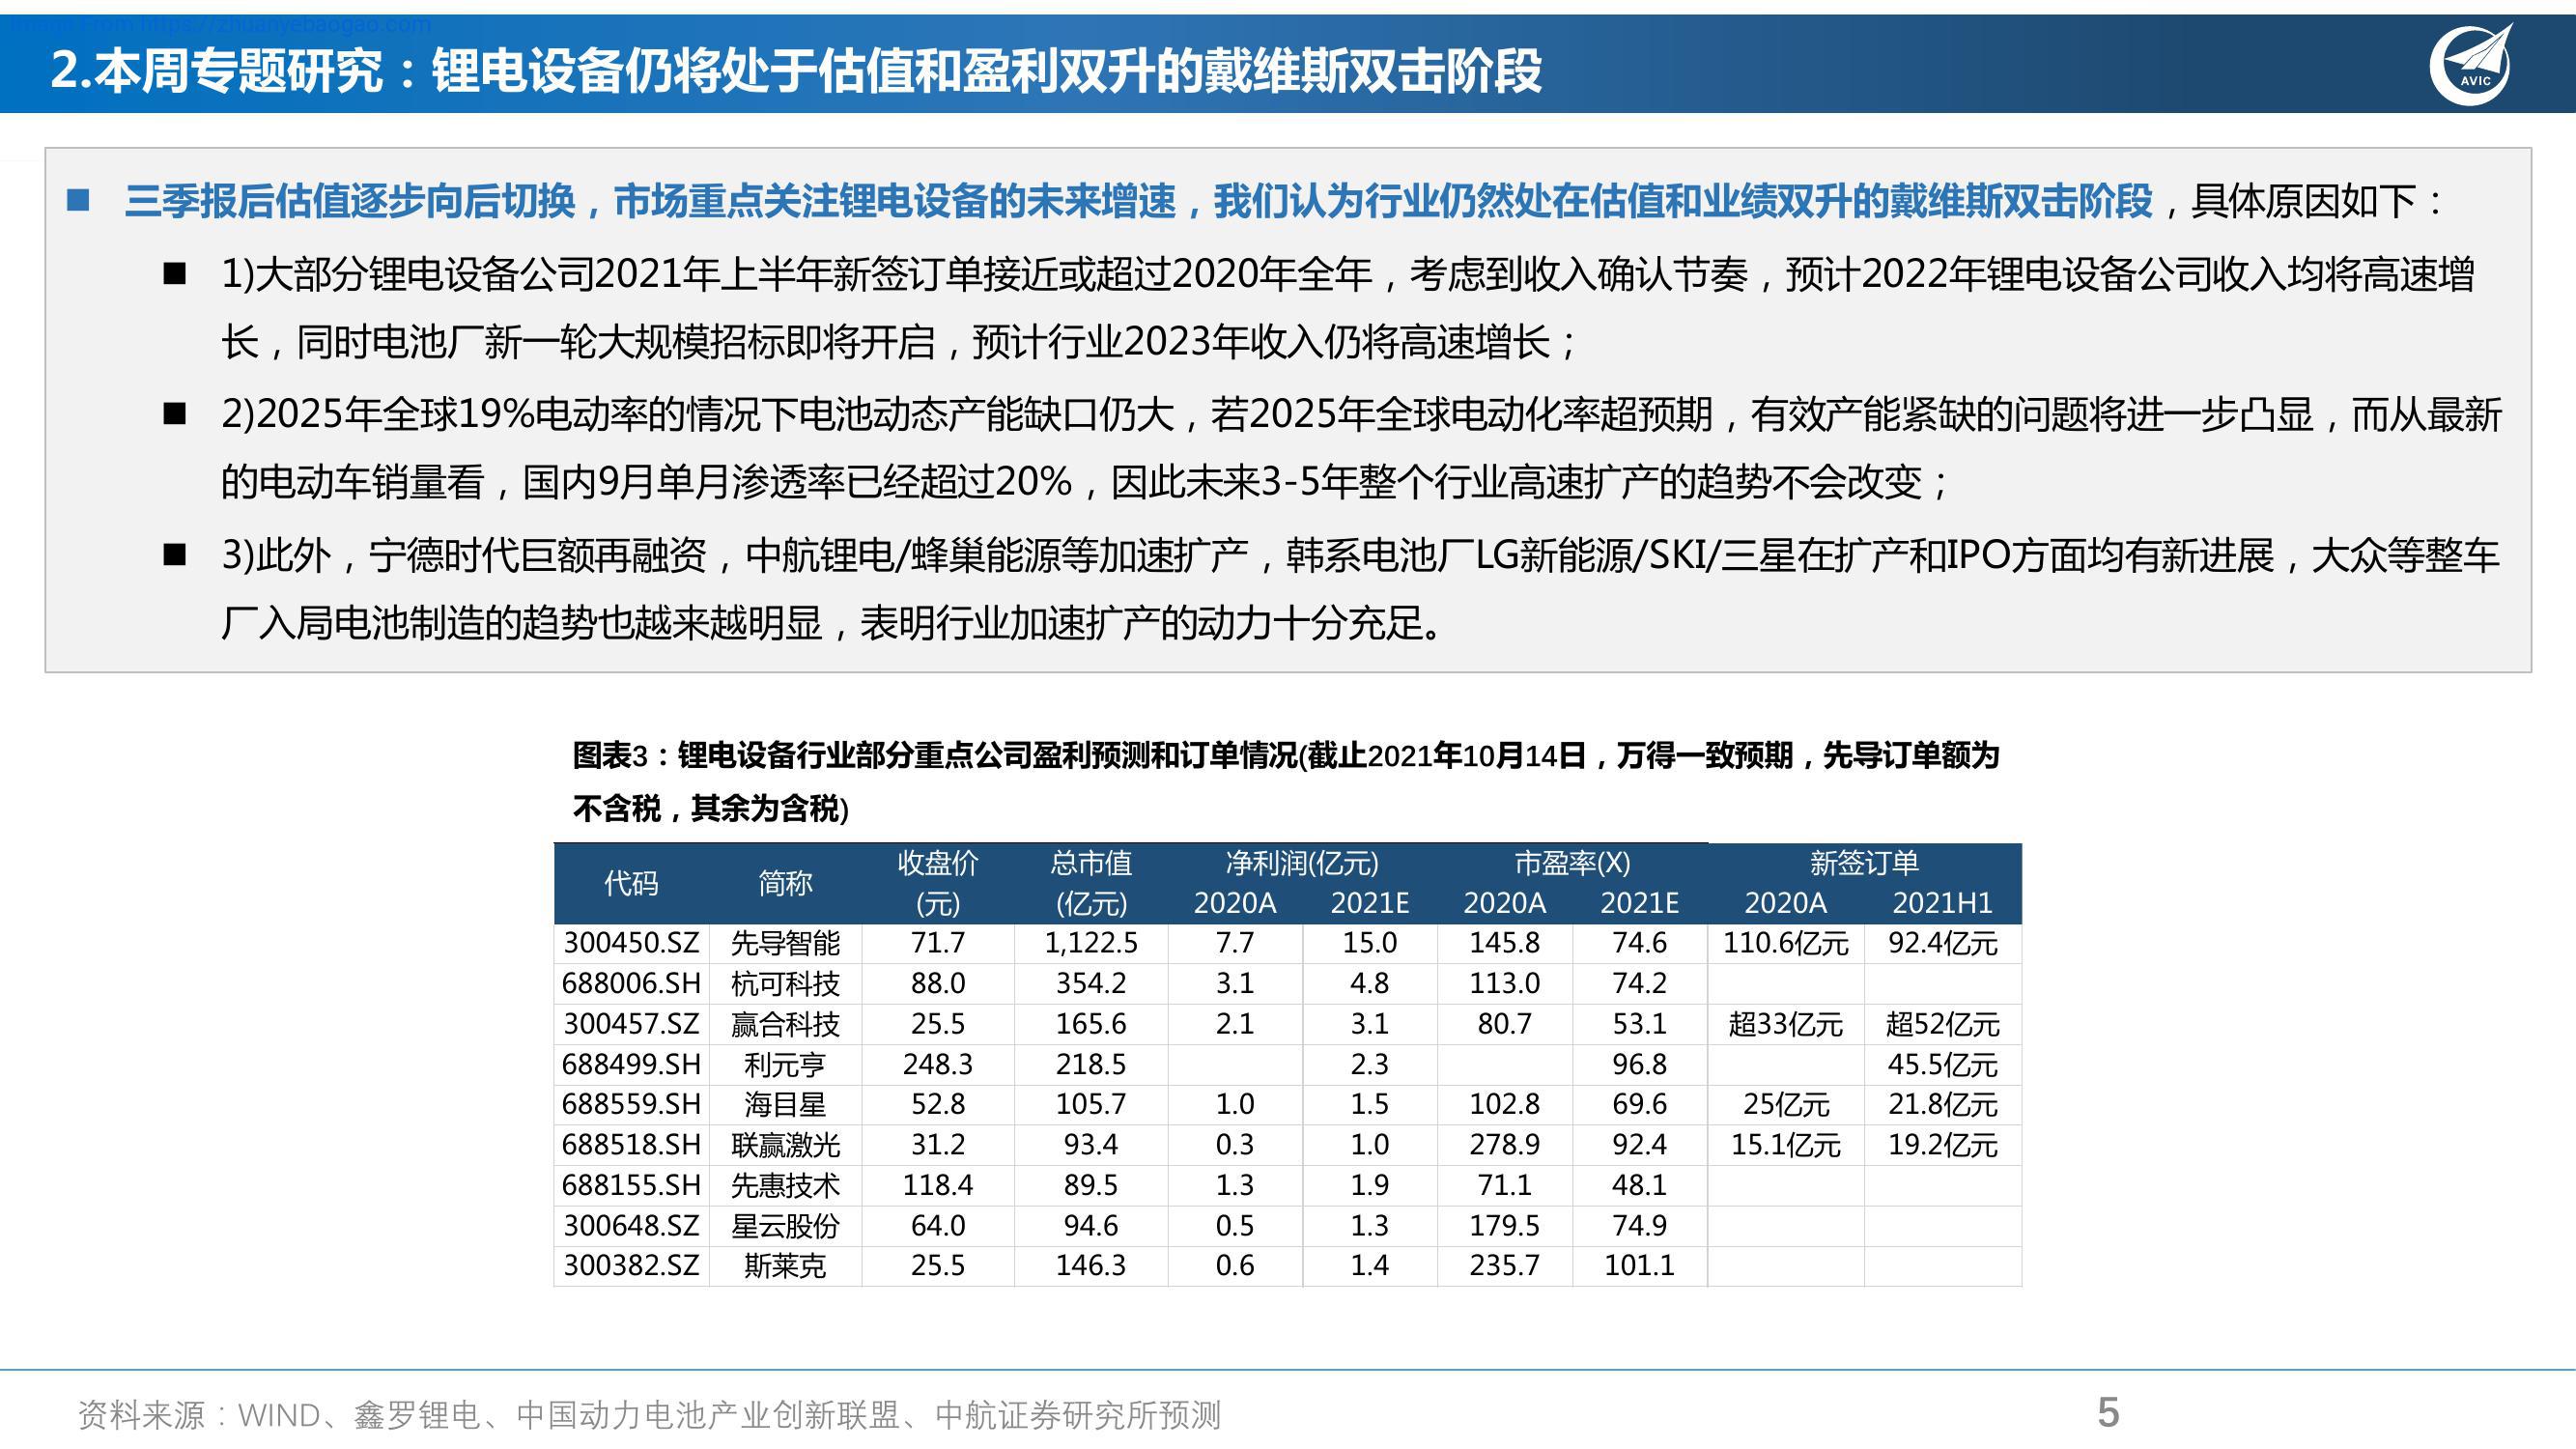 Image From https://zhuanyebaogao.com
2.本周专题研究：锂电设备仍将处于估值和盈利双升的戴维斯双击阶段
AVIC
■ 三季报后估值逐步向后切换，市场重点关注锂电设备的未来增速，我们认为行业仍然处在估值和业绩双升的戴维斯双击阶段，具体原因如下：
■ 1)大部分锂电设备公司2021年上半年新签订单接近或超过2020年全年，考虑到收入确认节奏，预计2022年锂电设备公司收入均将高速增
长，同时电池厂新一轮大规模招标即将开启，预计行业2023年收入仍将高速增长；
■ 2)2025年全球19%电动率的情况下电池动态产能缺口仍大，若2025年全球电动化率超预期，有效产能紧缺的问题将进一步凸显，而从最新
的电动车销量看，国内9月单月渗透率已经超过20%，因此未来3-5年整个行业高速扩产的趋势不会改变；
■ 3)此外，宁德时代巨额再融资，中航锂电/蜂巢能源等加速扩产，韩系电池厂LG新能源/SKI/三星在扩产和IPO方面均有新进展，大众等整车
厂入局电池制造的趋势也越来越明显，表明行业加速扩产的动力十分充足。
图表3：锂电设备行业部分重点公司盈利预测和订单情况(截止2021年10月14日，万得一致预期，先导订单额为
不含税，其余为含税)
代码 简称 收盘价 总市值 净利润(亿元) 市盈率(X) 新签订单
(元) (亿元) 2020A 2021E 2020A 2021E 2020A 2021H1
300450.SZ 先导智能 71.7 1,122.5 7.7 15.0 145.8 74.6 110.6亿元 92.4亿元
688006.SH 杭可科技 88.0 354.2 3.1 4.8 113.0 74.2
300457.SZ 赢合科技 25.5 165.6 2.1 3.1 80.7 53.1 超33亿元 超52亿元
688499.SH 利元亨 248.3 218.5 2.3 96.8 45.5亿元
688559.SH 海目星 52.8 105.7 1.0 1.5 102.8 69.6 25亿元 21.8亿元
688518.SH 联赢激光 31.2 93.4 0.3 1.0 278.9 92.4 15.1亿元 19.2亿元
688155.SH 先惠技术 118.4 89.5 1.3 1.9 71.1 48.1
300648.SZ 星云股份 64.0 94.6 0.5 1.3 179.5 74.9
300382.SZ 斯莱克 25.5 146.3 0.6 1.4 235.7 101.1
资料来源：WIND、鑫罗锂电、中国动力电池产业创新联盟、中航证券研究所预测
5